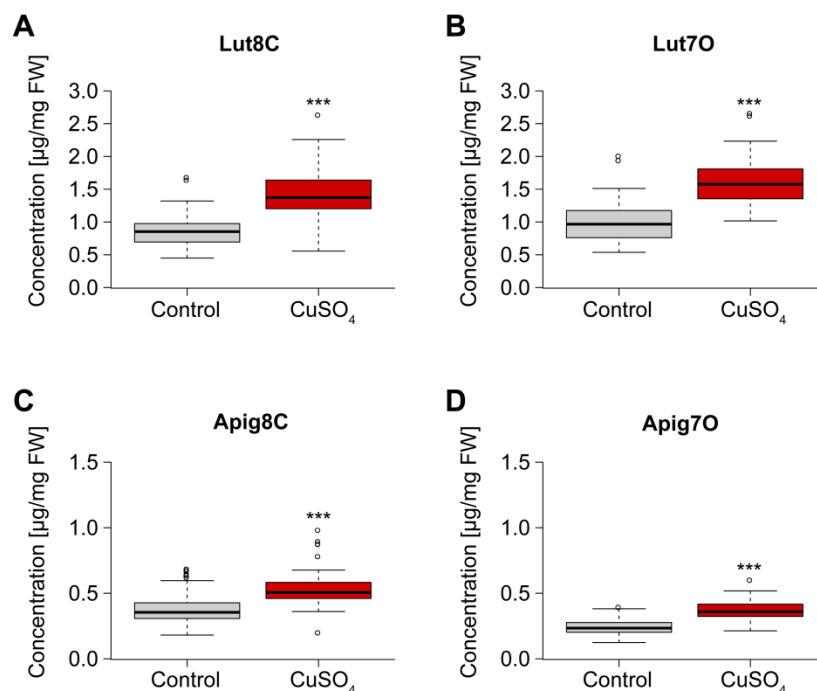 A
Lut8C
Concentration [µg/mg FW]
3.0
2.5
2.0
1.5
1.0
0.5
0.0
***
Control
CuSO₄
B
Lut7O
Concentration [µg/mg FW]
3.0
2.5
2.0
1.5
1.0
0.5
0.0
***
Control
CuSO₄
C
Apig8C
Concentration [µg/mg FW]
1.5
1.0
0.5
0.0
***
Control
CuSO₄
D
Apig7O
Concentration [µg/mg FW]
1.5
1.0
0.5
0.0
***
Control
CuSO₄